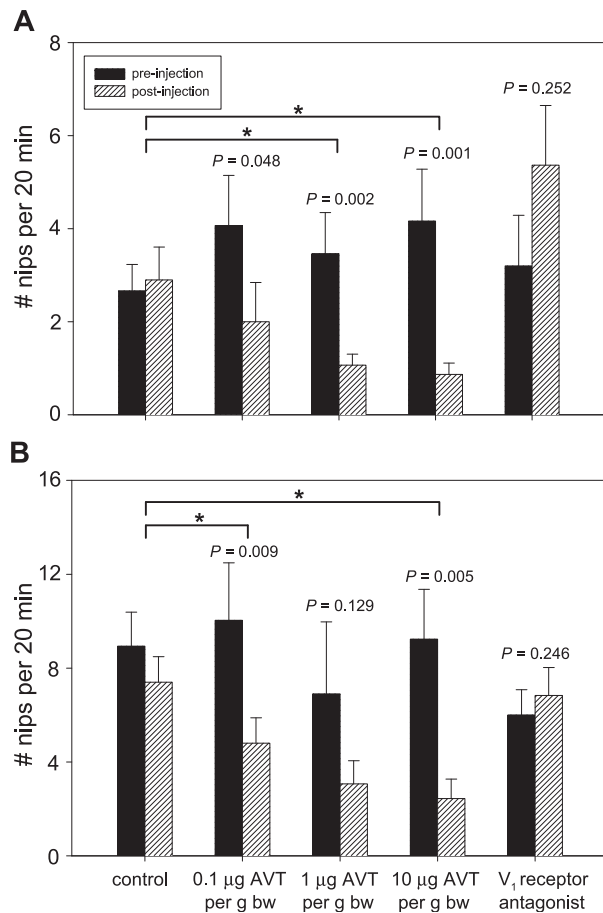 A
8
pre-injection
post-injection
P = 0.252
*
6
*
P = 0.048
P = 0.001
P = 0.002
# nips per 20 min
4
2
0
B
16
*
*
P = 0.009
12
P = 0.005
P = 0.129
P = 0.246
# nips per 20 min
8
4
0
control
0.1 µg AVT per g bw
1 µg AVT per g bw
10 µg AVT per g bw
V₁ receptor antagonist